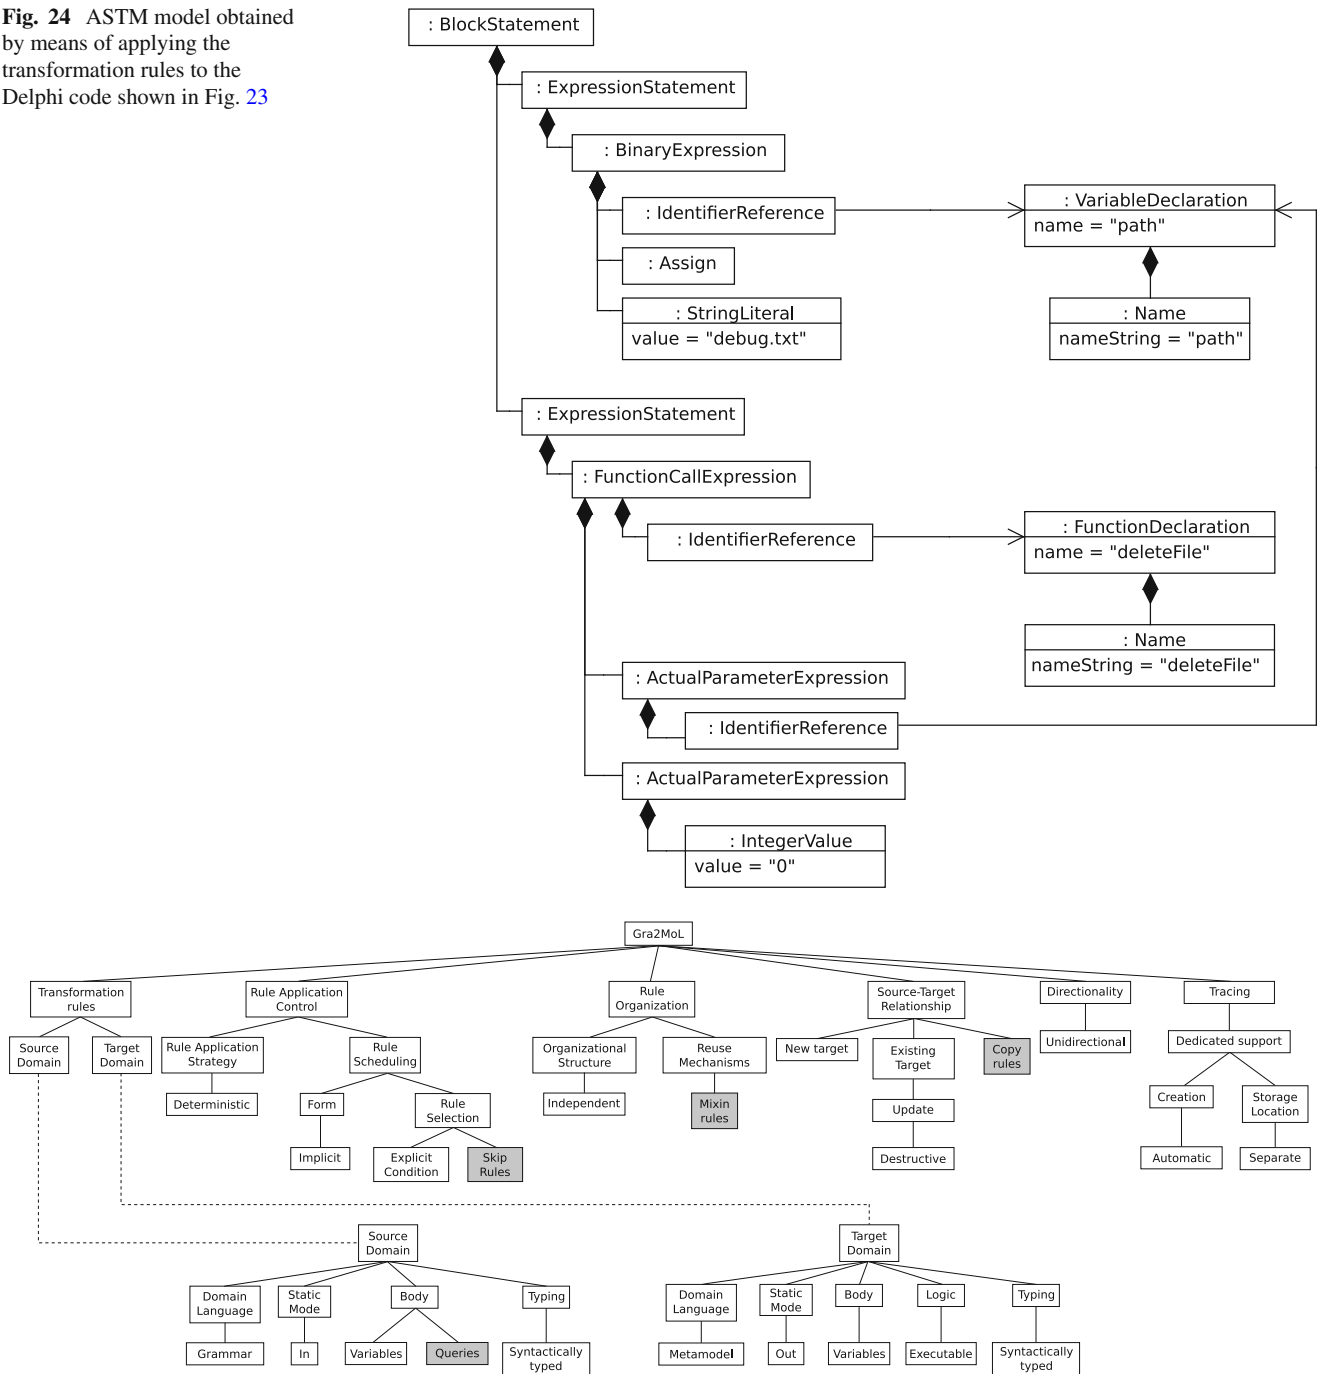 Fig. 24 ASTM model obtained
by means of applying the
transformation rules to the
Delphi code shown in Fig. 23
: BlockStatement
: ExpressionStatement
: BinaryExpression
: IdentifierReference
: VariableDeclaration
name = "path"
: Assign
: StringLiteral
value = "debug.txt"
: Name
nameString = "path"
: ExpressionStatement
: FunctionCallExpression
: IdentifierReference
: FunctionDeclaration
name = "deleteFile"
: Name
nameString = "deleteFile"
: ActualParameterExpression
: IdentifierReference
: ActualParameterExpression
: IntegerValue
value = "0"
Gra2MoL
Transformation
rules
Rule Application
Control
Rule
Organization
Source-Target
Relationship
Directionality
Tracing
Source
Domain
Target
Domain
Rule Application
Strategy
Rule
Scheduling
Organizational
Structure
Reuse
Mechanisms
New target
Existing
Target
Copy
rules
Unidirectional
Dedicated support
Deterministic
Form
Rule
Selection
Independent
Mixin
rules
Update
Creation
Storage
Location
Implicit
Explicit
Condition
Skip
Rules
Destructive
Automatic
Separate
Source
Domain
Target
Domain
Domain
Language
Static
Mode
Body
Typing
Domain
Language
Static
Mode
Body
Logic
Typing
Grammar
In
Variables
Queries
Syntactically
typed
Metamodel
Out
Variables
Executable
Syntactically
typed